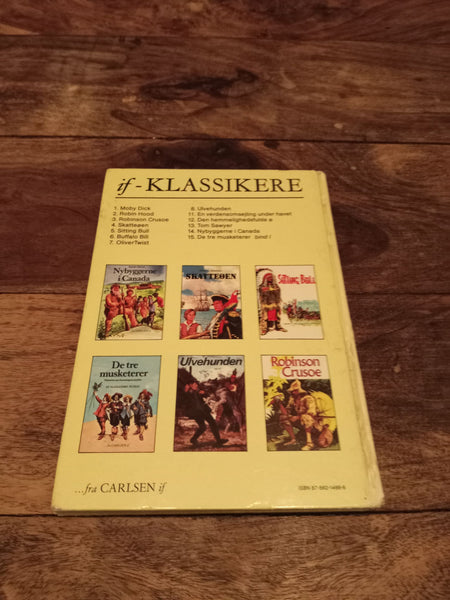 if - KLASSIKERE
1. Moby Dick
2. Robin Hood
3. Robinson Crusoe
4. Skatteøen
5. Sitting Bull
6. Buffalo Bill
7. OliverTwist
8. Ulvehunden
11. En verdensomsejling under havet
12. Den hemmelighedsfulde ø
13. Tom Sawyer
14. Nybyggerne i Canada
15. De tre musketerer bind I
Nybyggerne
i Canada
SKATTEØEN
Sitting Bull
De tre
musketerer
Ulvehunden
Robinson
Crusoe
...fra CARLSEN if